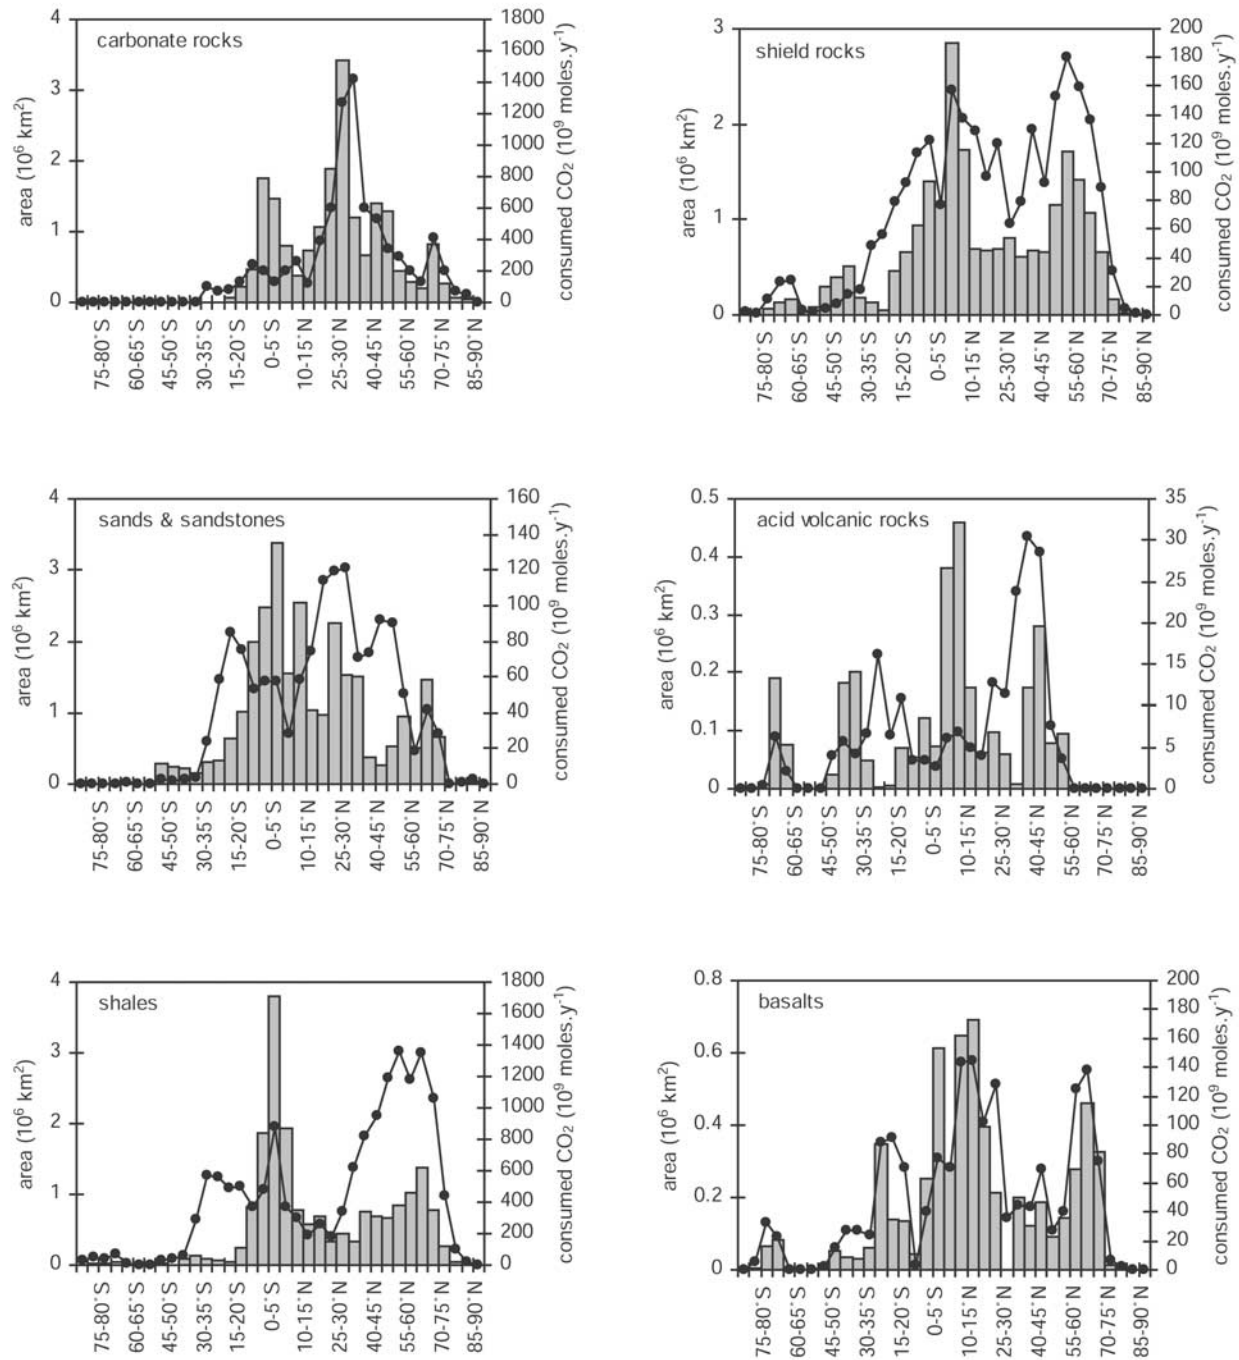 carbonate rocks
area (10⁶ km²)
4
3
2
1
0
1800
1600
1400
1200
1000
800
600
400
200
0
consumed CO₂ (10⁹ moles.y⁻¹)
75-80°S
60-65°S
45-50°S
30-35°S
15-20°S
0-5°S
10-15°N
25-30°N
40-45°N
55-60°N
70-75°N
85-90°N
shield rocks
area (10⁶ km²)
3
2
1
0
200
180
160
140
120
100
80
60
40
20
0
consumed CO₂ (10⁹ moles.y⁻¹)
75-80°S
60-65°S
45-50°S
30-35°S
15-20°S
0-5°S
10-15°N
25-30°N
40-45°N
55-60°N
70-75°N
85-90°N
sands & sandstones
area (10⁶ km²)
4
3
2
1
0
160
140
120
100
80
60
40
20
0
consumed CO₂ (10⁹ moles.y⁻¹)
75-80°S
60-65°S
45-50°S
30-35°S
15-20°S
0-5°S
10-15°N
25-30°N
40-45°N
55-60°N
70-75°N
85-90°N
acid volcanic rocks
area (10⁶ km²)
0.5
0.4
0.3
0.2
0.1
0
35
30
25
20
15
10
5
0
consumed CO₂ (10⁹ moles.y⁻¹)
75-80°S
60-65°S
45-50°S
30-35°S
15-20°S
0-5°S
10-15°N
25-30°N
40-45°N
55-60°N
70-75°N
85-90°N
shales
area (10⁶ km²)
4
3
2
1
0
1800
1600
1400
1200
1000
800
600
400
200
0
consumed CO₂ (10⁹ moles.y⁻¹)
75-80°S
60-65°S
45-50°S
30-35°S
15-20°S
0-5°S
10-15°N
25-30°N
40-45°N
55-60°N
70-75°N
85-90°N
basalts
area (10⁶ km²)
0.8
0.6
0.4
0.2
0
200
180
160
140
120
100
80
60
40
20
0
consumed CO₂ (10⁹ moles.y⁻¹)
75-80°S
60-65°S
45-50°S
30-35°S
15-20°S
0-5°S
10-15°N
25-30°N
40-45°N
55-60°N
70-75°N
85-90°N